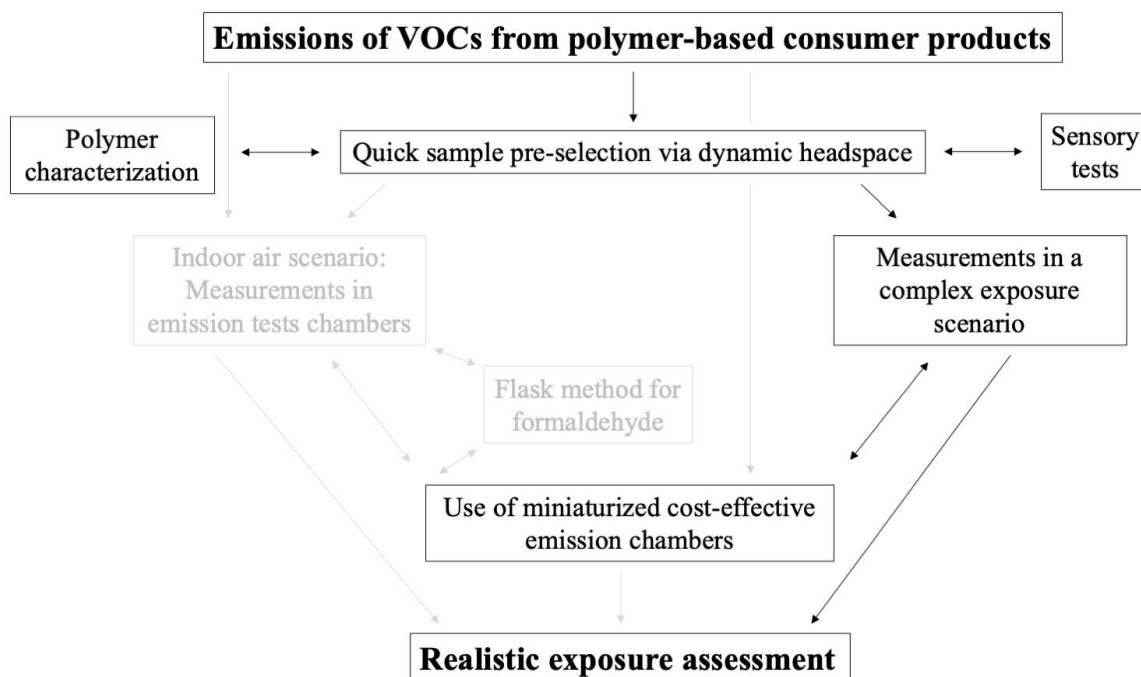 Emissions of VOCs from polymer-based consumer products
Polymer
characterization
Quick sample pre-selection via dynamic headspace
Sensory
tests
Indoor air scenario:
Measurements in
emission tests chambers
Measurements in a
complex exposure
scenario
Flask method for
formaldehyde
Use of miniaturized cost-effective
emission chambers
Realistic exposure assessment